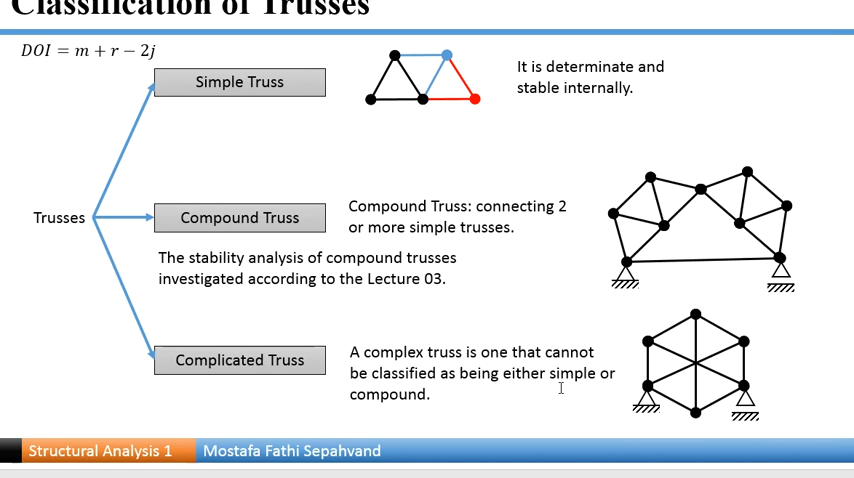 Classification of Trusses
DOI = m + r − 2j
Simple Truss
It is determinate and
stable internally.
Trusses
Compound Truss
Compound Truss: connecting 2
or more simple trusses.
The stability analysis of compound trusses
investigated according to the Lecture 03.
Complicated Truss
A complex truss is one that cannot
be classified as being either simple or
compound.
Structural Analysis 1
Mostafa Fathi Sepahvand